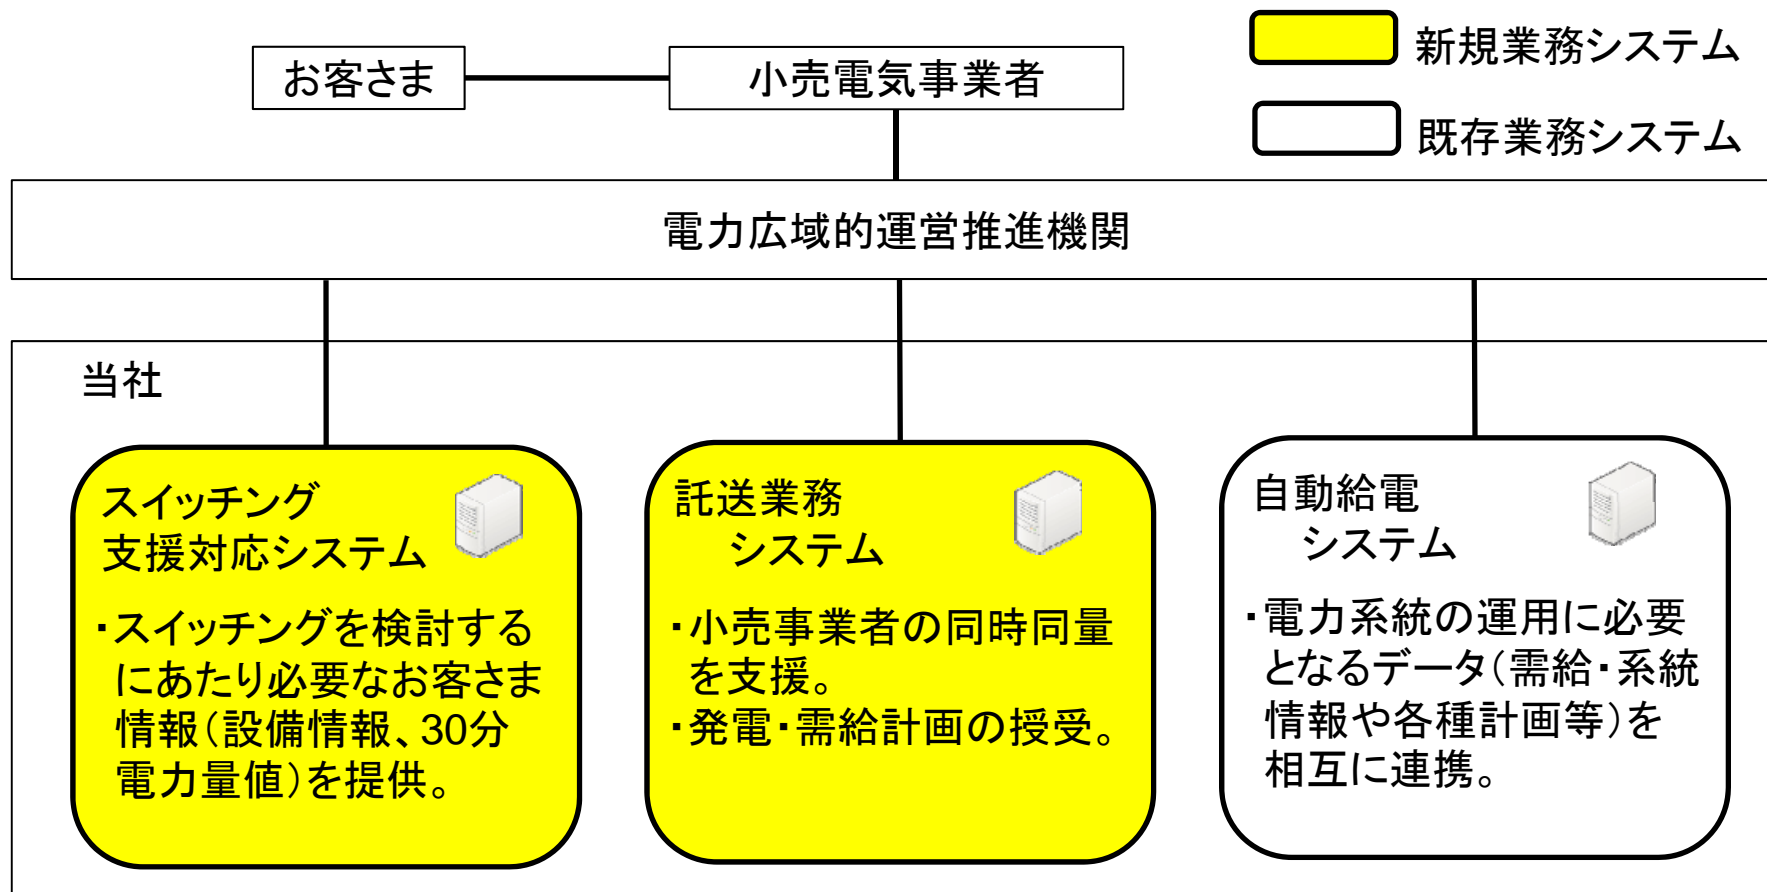 新規業務システム
お客さま
小売電気事業者
既存業務システム
電力広域的運営推進機関
当社
スイッチング
支援対応システム
・スイッチングを検討する
にあたり必要なお客さま
情報（設備情報、30分
電力量値）を提供。
託送業務
システム
・小売事業者の同時同量
を支援。
・発電・需給計画の授受。
自動給電
システム
・電力系統の運用に必要
となるデータ（需給・系統
情報や各種計画等）を
相互に連携。